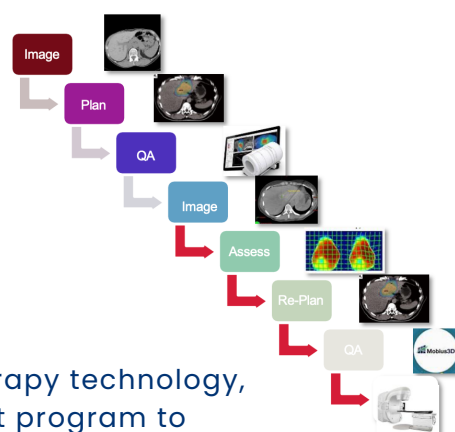 Image
Plan
QA
Image
Assess
Re-Plan
QA
Mobius3D
rapy technology,
t program to